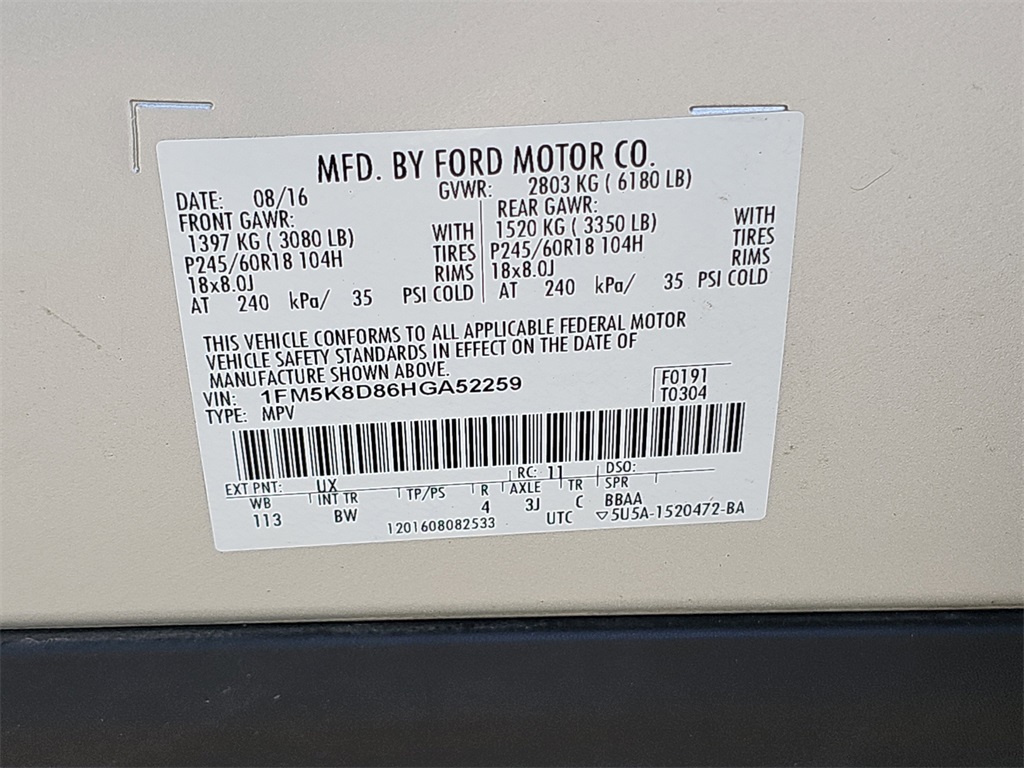 MFD. BY FORD MOTOR CO.
DATE: 08/16 GVWR: 2803 KG ( 6180 LB)
FRONT GAWR: REAR GAWR:
1397 KG ( 3080 LB) WITH 1520 KG ( 3350 LB) WITH
P245/60R18 104H TIRES P245/60R18 104H TIRES
18x8.0J RIMS 18x8.0J RIMS
AT 240 kPa/ 35 PSI COLD AT 240 kPa/ 35 PSI COLD
THIS VEHICLE CONFORMS TO ALL APPLICABLE FEDERAL MOTOR
VEHICLE SAFETY STANDARDS IN EFFECT ON THE DATE OF
MANUFACTURE SHOWN ABOVE.
VIN: 1FM5K8D86HGA52259 F0191
TYPE: MPV T0304
EXT PNT: UX RC: 11 DSO:
WB INT TR TP/PS R AXLE TR SPR
113 BW 4 3J C BBAA
1201608082533 UTC ▽5U5A-1520472-BA